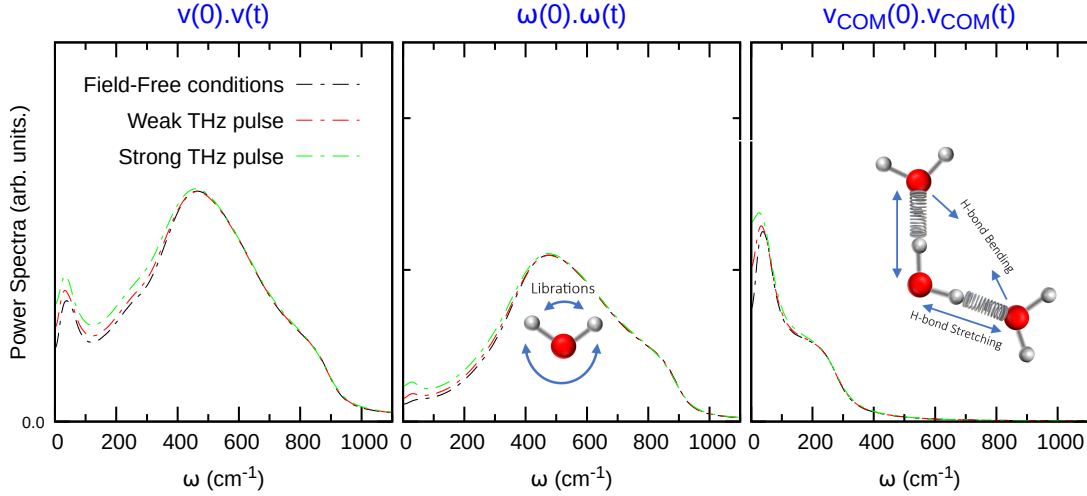 v(0).v(t)
ω(0).ω(t)
v_COM(0).v_COM(t)
Field-Free conditions
Weak THz pulse
Strong THz pulse
Power Spectra (arb. units.)
0.0
Librations
H-bond Bending
H-bond Stretching
0 200 400 600 800 1000
0 200 400 600 800 1000
0 200 400 600 800 1000
ω (cm⁻¹)
ω (cm⁻¹)
ω (cm⁻¹)